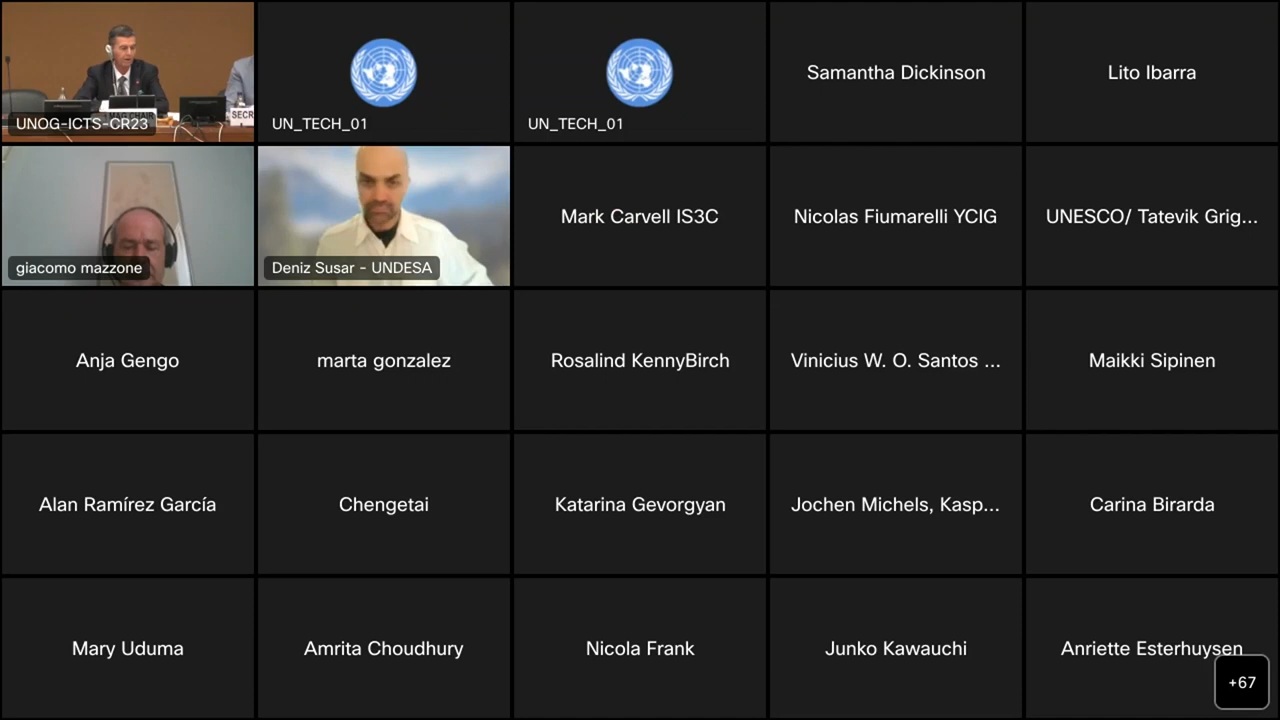 UNOG-ICTS-CR23
SECR
UN_TECH_01
UN_TECH_01
Samantha Dickinson
Lito Ibarra
giacomo mazzone
Deniz Susar - UNDESA
Mark Carvell IS3C
Nicolas Fiumarelli YCIG
UNESCO/ Tatevik Grig...
Anja Gengo
marta gonzalez
Rosalind KennyBirch
Vinicius W. O. Santos ...
Maikki Sipinen
Alan Ramírez García
Chengetai
Katarina Gevorgyan
Jochen Michels, Kasp...
Carina Birarda
Mary Uduma
Amrita Choudhury
Nicola Frank
Junko Kawauchi
Anriette Esterhuysen
+67